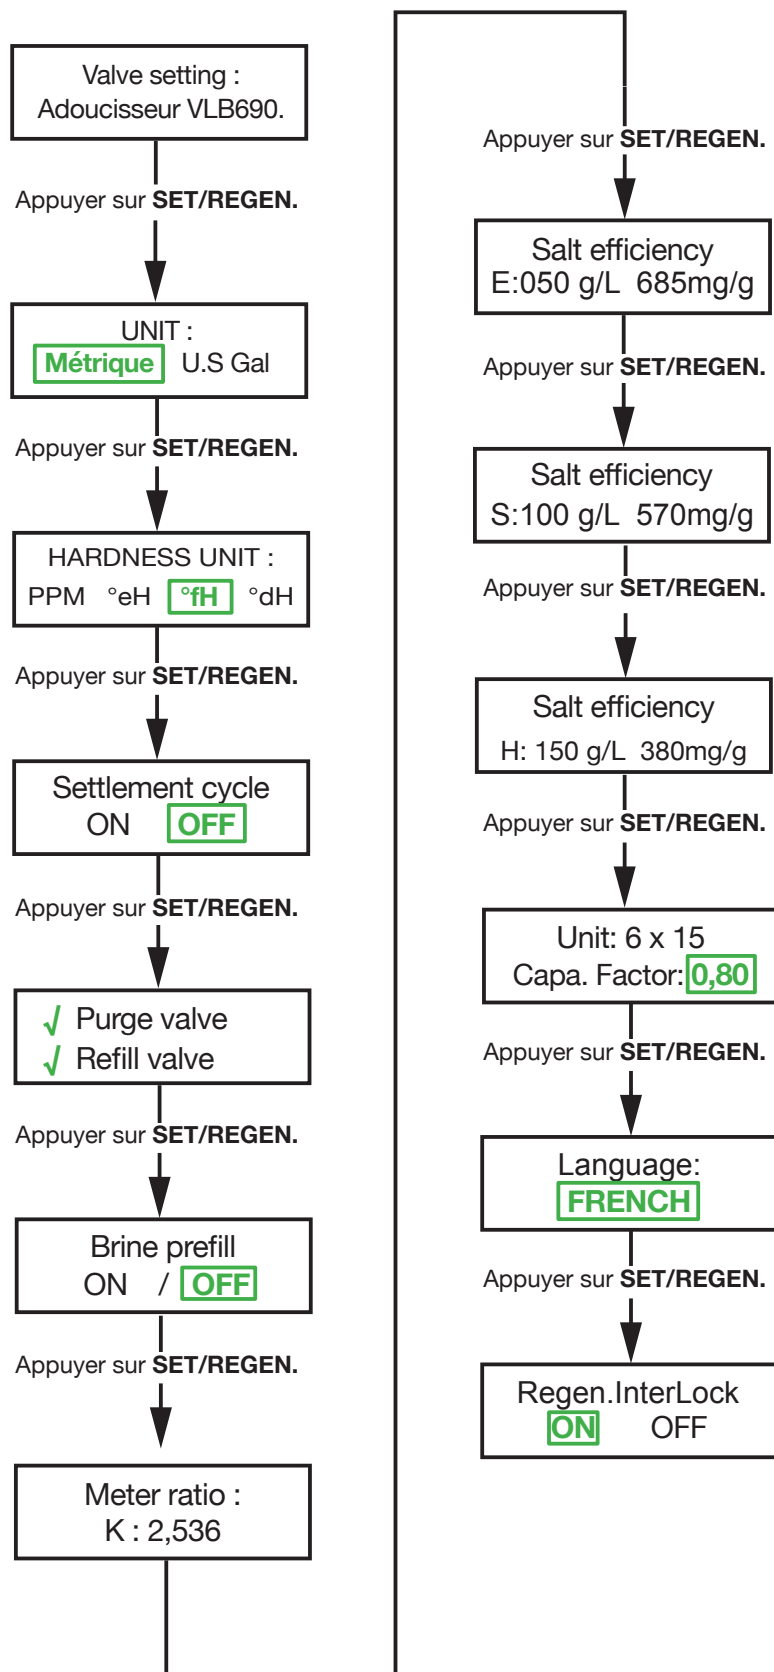 Valve setting :
Adoucisseur VLB690.
Appuyer sur SET/REGEN.
UNIT :
Métrique U.S Gal
Appuyer sur SET/REGEN.
HARDNESS UNIT :
PPM °eH °fH °dH
Appuyer sur SET/REGEN.
Settlement cycle
ON OFF
Appuyer sur SET/REGEN.
√ Purge valve
√ Refill valve
Appuyer sur SET/REGEN.
Brine prefill
ON / OFF
Appuyer sur SET/REGEN.
Meter ratio :
K : 2,536
Appuyer sur SET/REGEN.
Salt efficiency
E:050 g/L 685mg/g
Appuyer sur SET/REGEN.
Salt efficiency
S:100 g/L 570mg/g
Appuyer sur SET/REGEN.
Salt efficiency
H: 150 g/L 380mg/g
Appuyer sur SET/REGEN.
Unit: 6 x 15
Capa. Factor: 0,80
Appuyer sur SET/REGEN.
Language:
FRENCH
Appuyer sur SET/REGEN.
Regen.InterLock
ON OFF